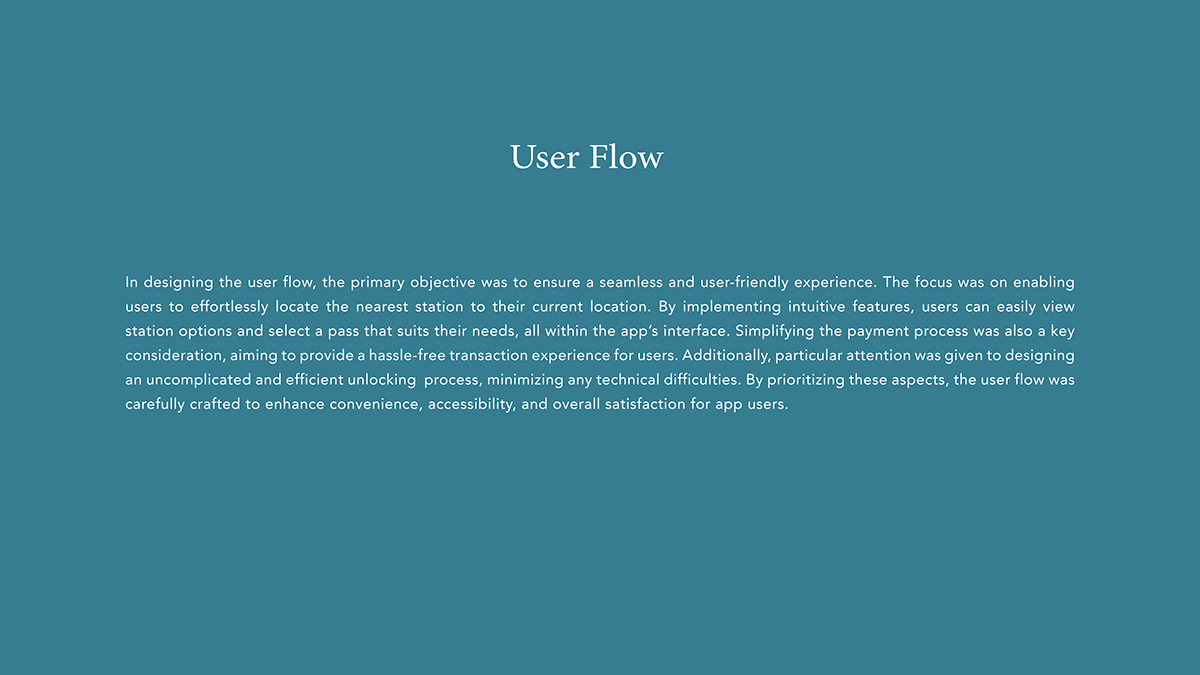 User Flow
In designing the user flow, the primary objective was to ensure a seamless and user-friendly experience. The focus was on enabling
users to effortlessly locate the nearest station to their current location. By implementing intuitive features, users can easily view
station options and select a pass that suits their needs, all within the app’s interface. Simplifying the payment process was also a key
consideration, aiming to provide a hassle-free transaction experience for users. Additionally, particular attention was given to designing
an uncomplicated and efficient unlocking  process, minimizing any technical difficulties. By prioritizing these aspects, the user flow was
carefully crafted to enhance convenience, accessibility, and overall satisfaction for app users.